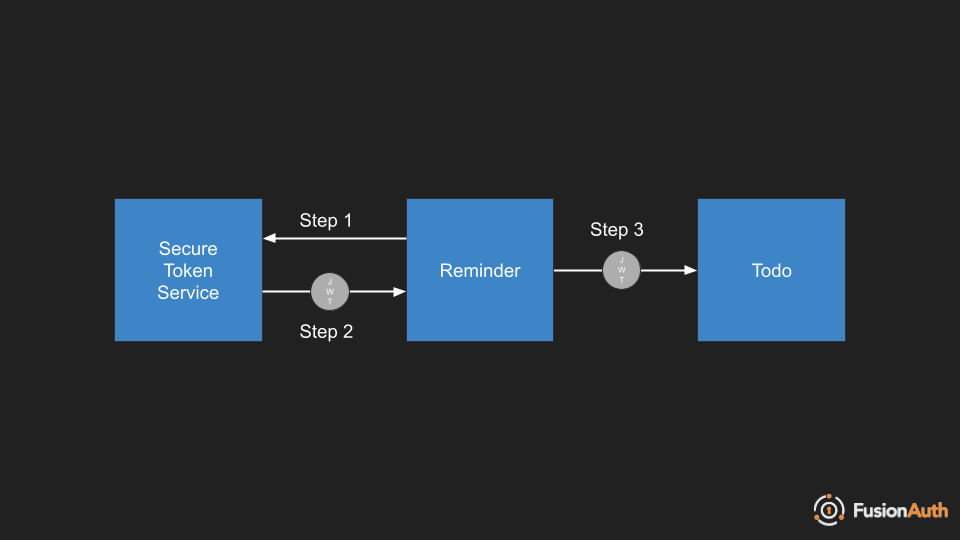 Step 1
Secure
Token
Service
J
W
T
Step 2
Reminder
Step 3
J
W
T
Todo
FusionAuth